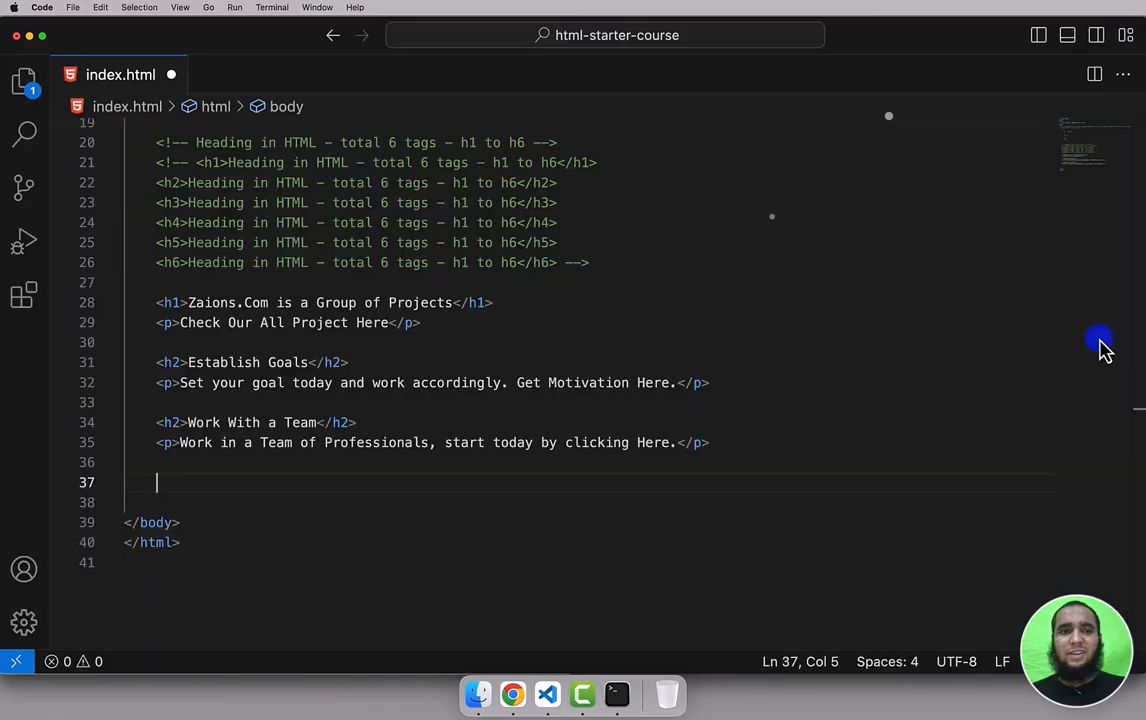 Code File Edit Selection View Go Run Terminal Window Help
html-starter-course
1
index.html
index.html > html > body
19
20 <!-- Heading in HTML - total 6 tags - h1 to h6 -->
21 <!-- <h1>Heading in HTML - total 6 tags - h1 to h6</h1>
22 <h2>Heading in HTML - total 6 tags - h1 to h6</h2>
23 <h3>Heading in HTML - total 6 tags - h1 to h6</h3>
24 <h4>Heading in HTML - total 6 tags - h1 to h6</h4>
25 <h5>Heading in HTML - total 6 tags - h1 to h6</h5>
26 <h6>Heading in HTML - total 6 tags - h1 to h6</h6> -->
27
28 <h1>Zaions.Com is a Group of Projects</h1>
29 <p>Check Our All Project Here</p>
30
31 <h2>Establish Goals</h2>
32 <p>Set your goal today and work accordingly. Get Motivation Here.</p>
33
34 <h2>Work With a Team</h2>
35 <p>Work in a Team of Professionals, start today by clicking Here.</p>
36
37
38
39 </body>
40 </html>
41
0 0 Ln 37, Col 5 Spaces: 4 UTF-8 LF